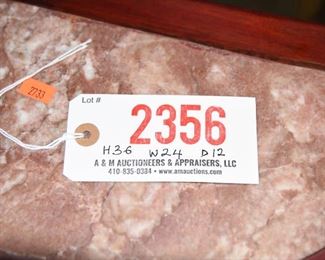 2733
Lot #
2356
H36 W24 D12
A & M AUCTIONEERS & APPRAISERS, LLC
410-835-0384 • www.amauctions.com